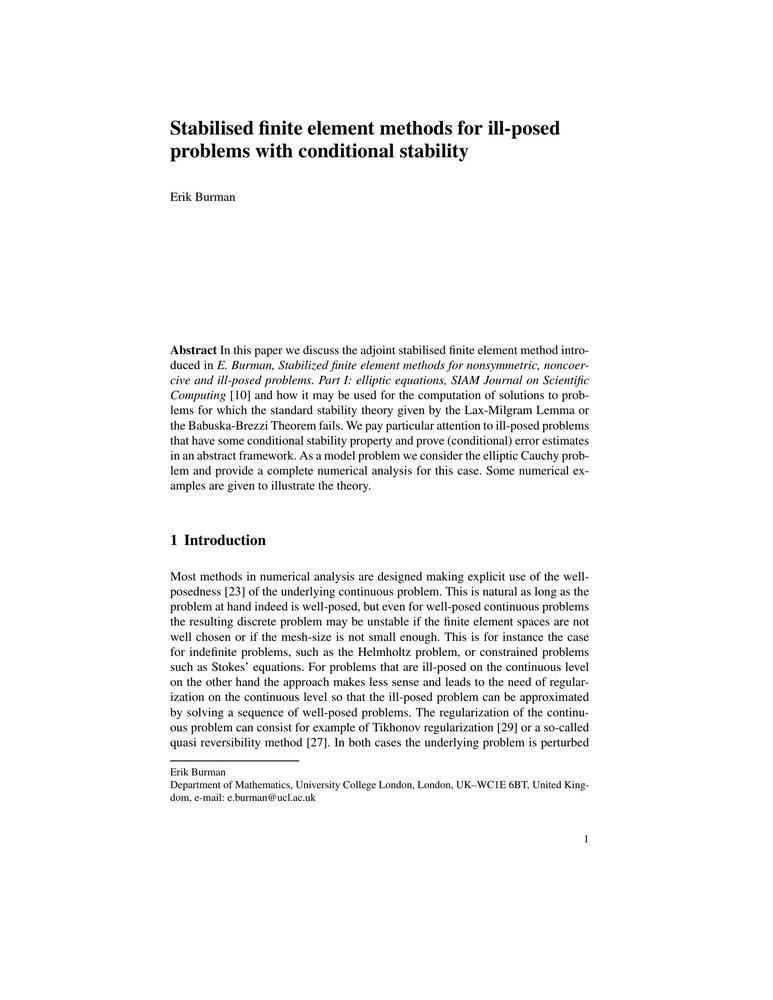 Stabilised finite element methods for ill-posed
problems with conditional stability
Erik Burman
Abstract In this paper we discuss the adjoint stabilised finite element method intro-
duced in E. Burman, Stabilized finite element methods for nonsymmetric, noncoer-
cive and ill-posed problems. Part I: elliptic equations, SIAM Journal on Scientific
Computing [10] and how it may be used for the computation of solutions to prob-
lems for which the standard stability theory given by the Lax-Milgram Lemma or
the Babuska-Brezzi Theorem fails. We pay particular attention to ill-posed problems
that have some conditional stability property and prove (conditional) error estimates
in an abstract framework. As a model problem we consider the elliptic Cauchy prob-
lem and provide a complete numerical analysis for this case. Some numerical ex-
amples are given to illustrate the theory.
1 Introduction
Most methods in numerical analysis are designed making explicit use of the well-
posedness [23] of the underlying continuous problem. This is natural as long as the
problem at hand indeed is well-posed, but even for well-posed continuous problems
the resulting discrete problem may be unstable if the finite element spaces are not
well chosen or if the mesh-size is not small enough. This is for instance the case
for indefinite problems, such as the Helmholtz problem, or constrained problems
such as Stokes' equations. For problems that are ill-posed on the continuous level
on the other hand the approach makes less sense and leads to the need of regular-
ization on the continuous level so that the ill-posed problem can be approximated
by solving a sequence of well-posed problems. The regularization of the continu-
ous problem can consist for example of Tikhonov regularization [29] or a so-called
quasi reversibility method [27]. In both cases the underlying problem is perturbed
Erik Burman
Department of Mathematics, University College London, London, UK–WC1E 6BT, United King-
dom, e-mail: e.burman@ucl.ac.uk
1